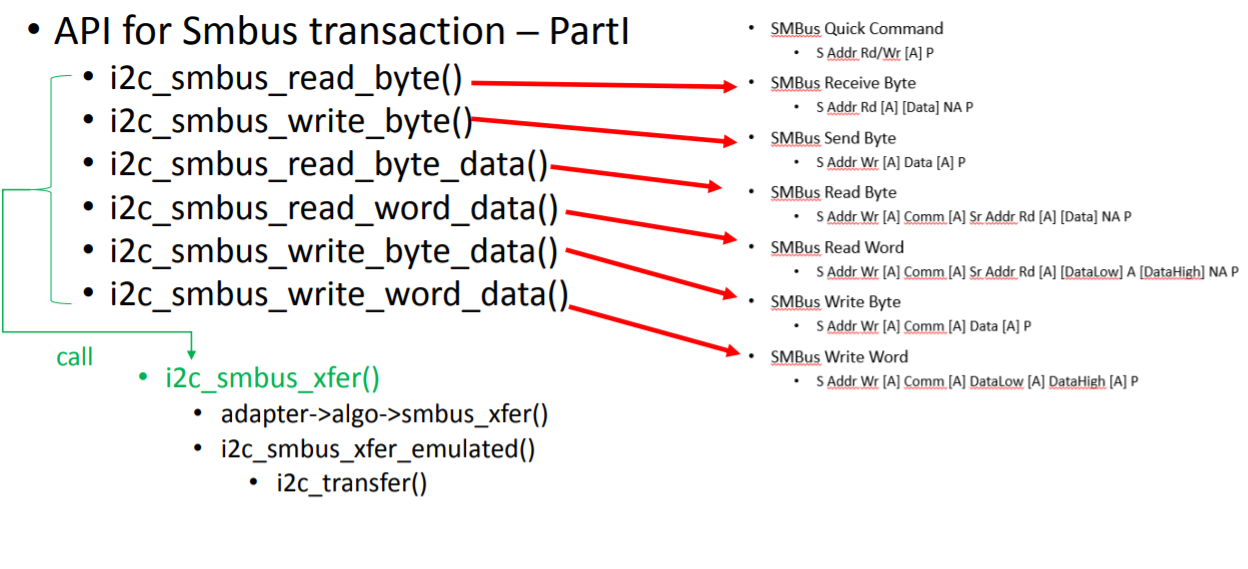 • API for Smbus transaction – PartI
• i2c_smbus_read_byte()
• i2c_smbus_write_byte()
• i2c_smbus_read_byte_data()
• i2c_smbus_read_word_data()
• i2c_smbus_write_byte_data()
• i2c_smbus_write_word_data()
call
• i2c_smbus_xfer()
• adapter->algo->smbus_xfer()
• i2c_smbus_xfer_emulated()
• i2c_transfer()
• SMBus Quick Command
• S Addr Rd/Wr [A] P
• SMBus Receive Byte
• S Addr Rd [A] [Data] NA P
• SMBus Send Byte
• S Addr Wr [A] Data [A] P
• SMBus Read Byte
• S Addr Wr [A] Comm [A] Sr Addr Rd [A] [Data] NA P
• SMBus Read Word
• S Addr Wr [A] Comm [A] Sr Addr Rd [A] [DataLow] A [DataHigh] NA P
• SMBus Write Byte
• S Addr Wr [A] Comm [A] Data [A] P
• SMBus Write Word
• S Addr Wr [A] Comm [A] DataLow [A] DataHigh [A] P